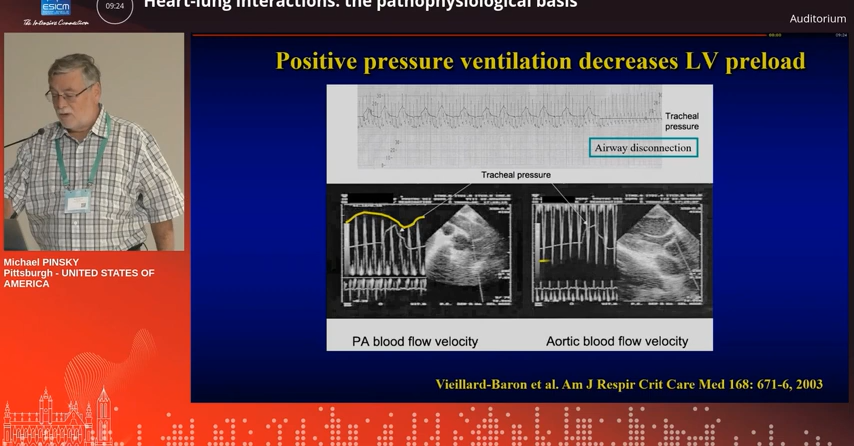 ESICM
The Intensive Connection
09:24
Heart-lung interactions: the pathophysiological basis
Auditorium
Positive pressure ventilation decreases LV preload
Tracheal
pressure
Airway disconnection
Tracheal pressure
PA blood flow velocity
Aortic blood flow velocity
Vieillard-Baron et al. Am J Respir Crit Care Med 168: 671-6, 2003
Michael PINSKY
Pittsburgh - UNITED STATES OF
AMERICA